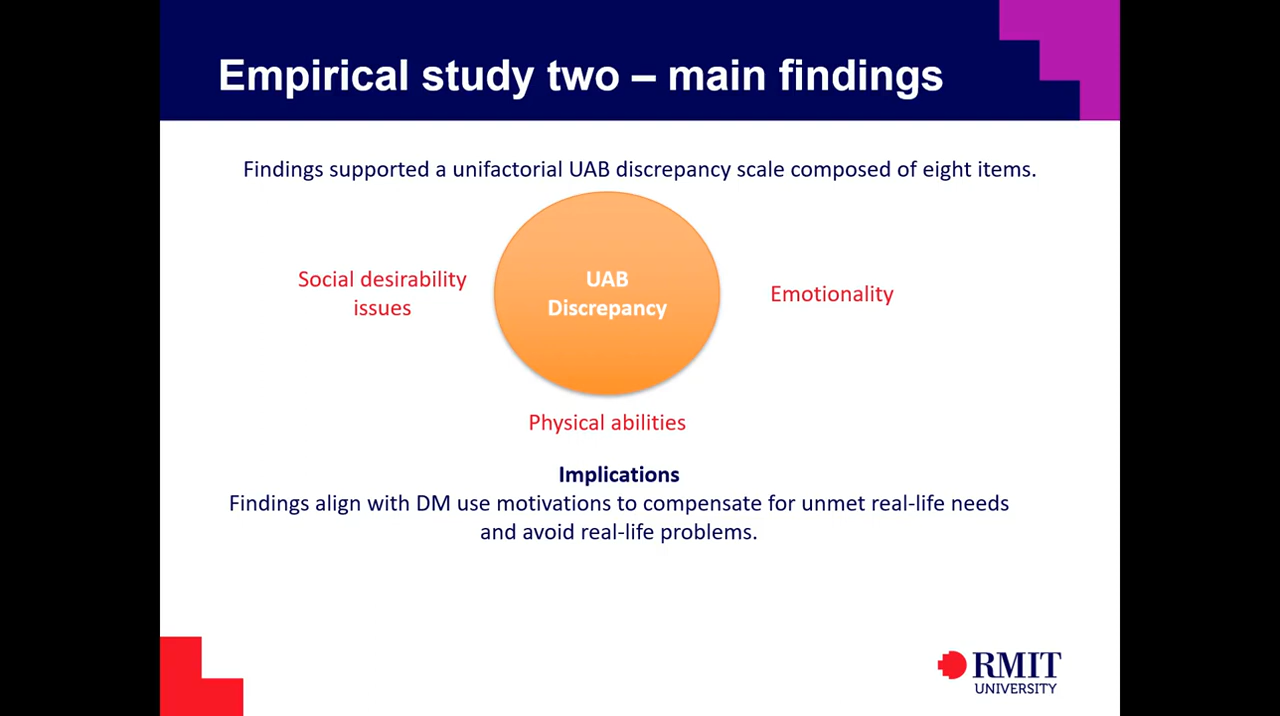 Empirical study two – main findings
Findings supported a unifactorial UAB discrepancy scale composed of eight items.
Social desirability
issues
UAB
Discrepancy
Emotionality
Physical abilities
Implications
Findings align with DM use motivations to compensate for unmet real-life needs
and avoid real-life problems.
RMIT
UNIVERSITY